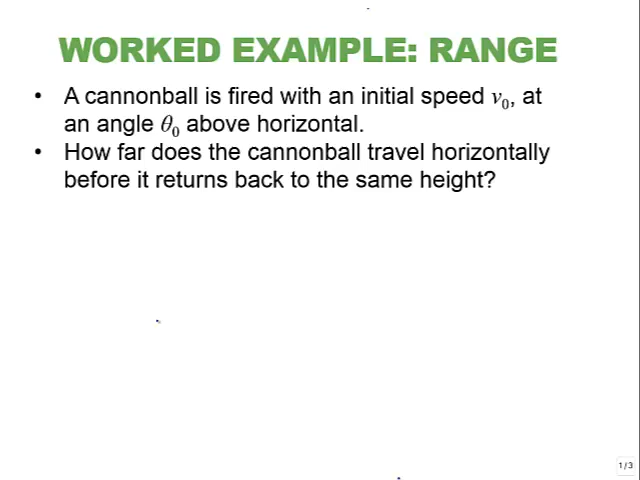 WORKED EXAMPLE: RANGE
• A cannonball is fired with an initial speed v₀, at
an angle θ₀ above horizontal.
• How far does the cannonball travel horizontally
before it returns back to the same height?
1/3